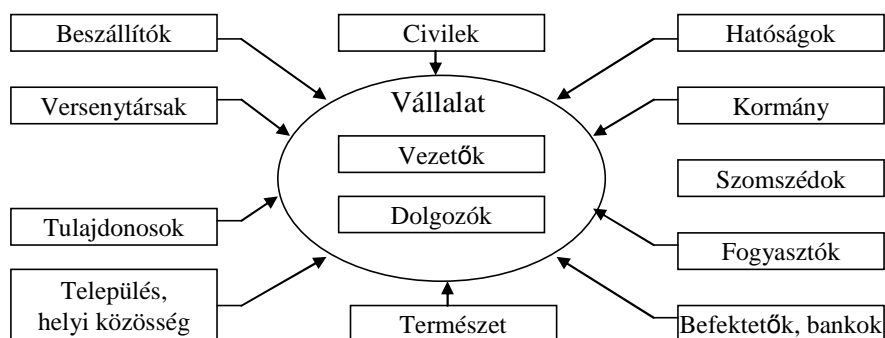 Beszállítók
Civilek
Hatóságok
Versenytársak
Vállalat
Kormány
Vezetők
Szomszédok
Tulajdonosok
Dolgozók
Fogyasztók
Település,
helyi közösség
Természet
Befektetők, bankok